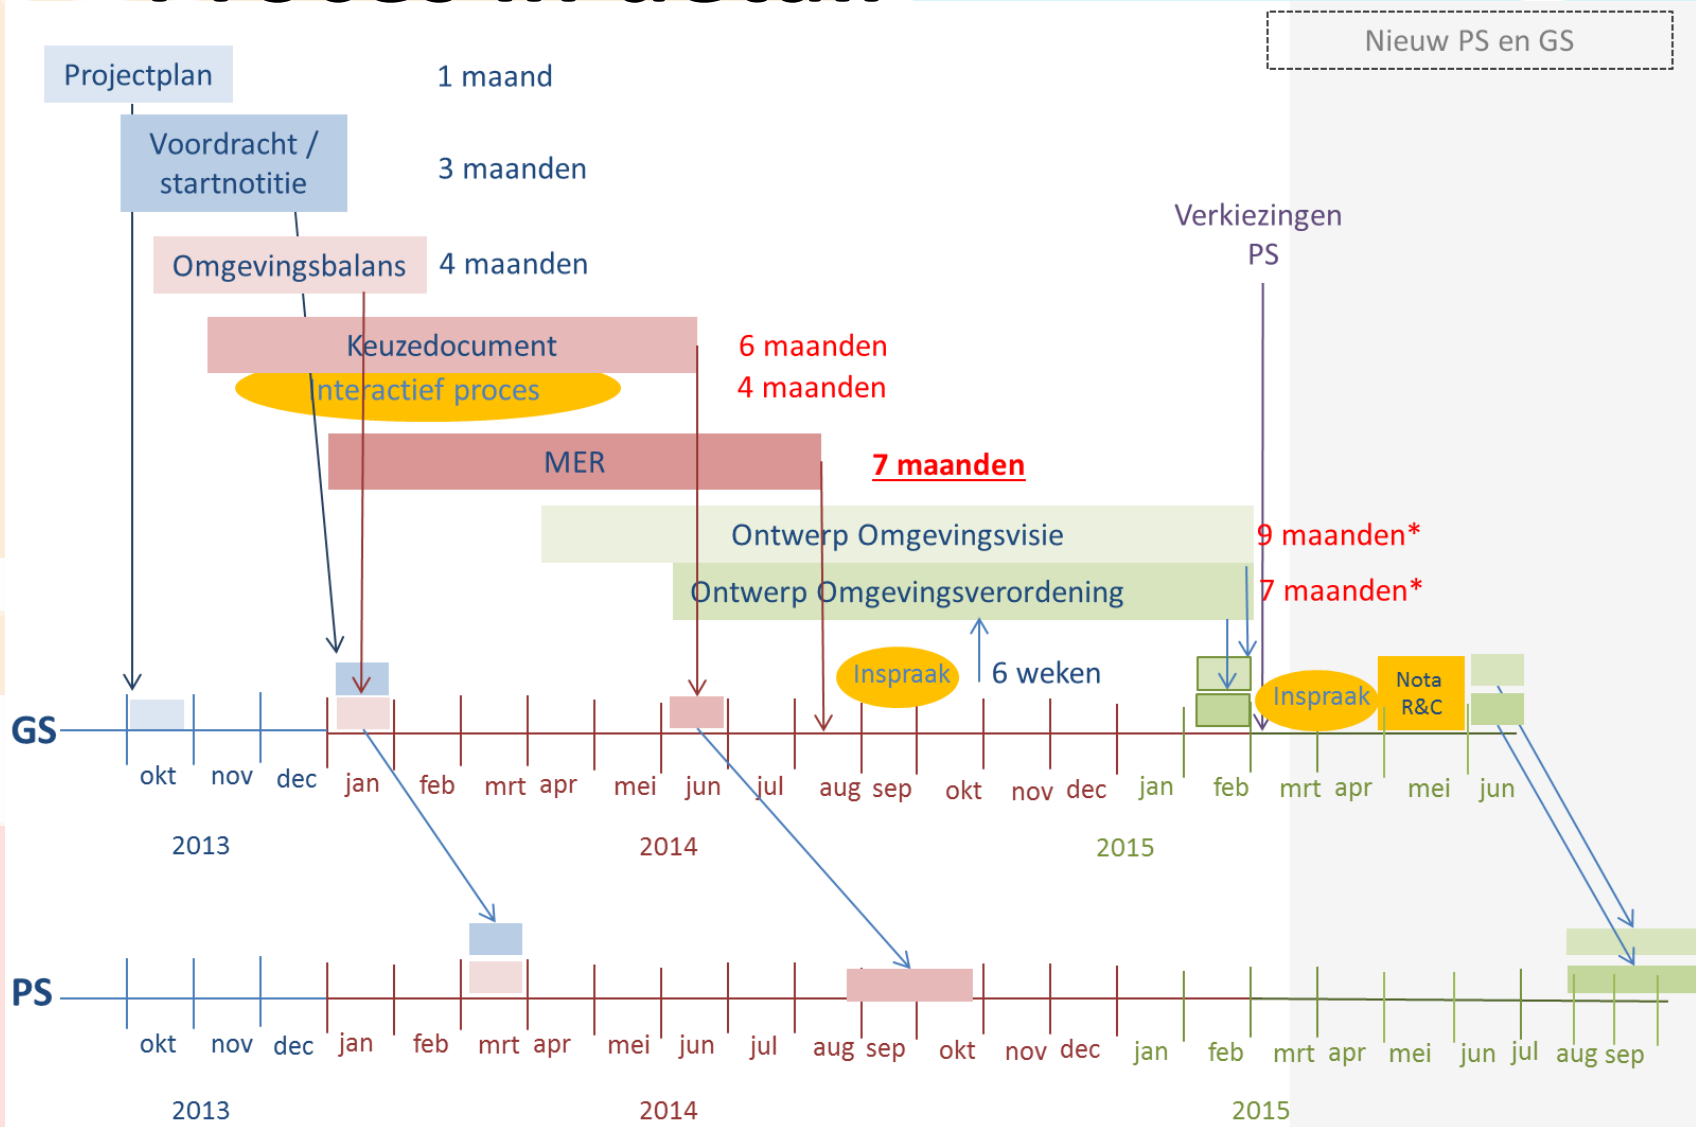 Nieuw PS en GS
Projectplan
1 maand
Voordracht /
startnotitie
3 maanden
Verkiezingen
PS
Omgevingsbalans
4 maanden
Keuzedocument
6 maanden
Interactief proces
4 maanden
MER
7 maanden
Ontwerp Omgevingsvisie
9 maanden*
Ontwerp Omgevingsverordening
7 maanden*
Inspraak
6 weken
Inspraak
Nota
R&C
GS
okt nov dec jan feb mrt apr mei jun jul aug sep okt nov dec jan feb mrt apr mei jun
2013 2014 2015
PS
okt nov dec jan feb mrt apr mei jun jul aug sep okt nov dec jan feb mrt apr mei jun jul aug sep
2013 2014 2015